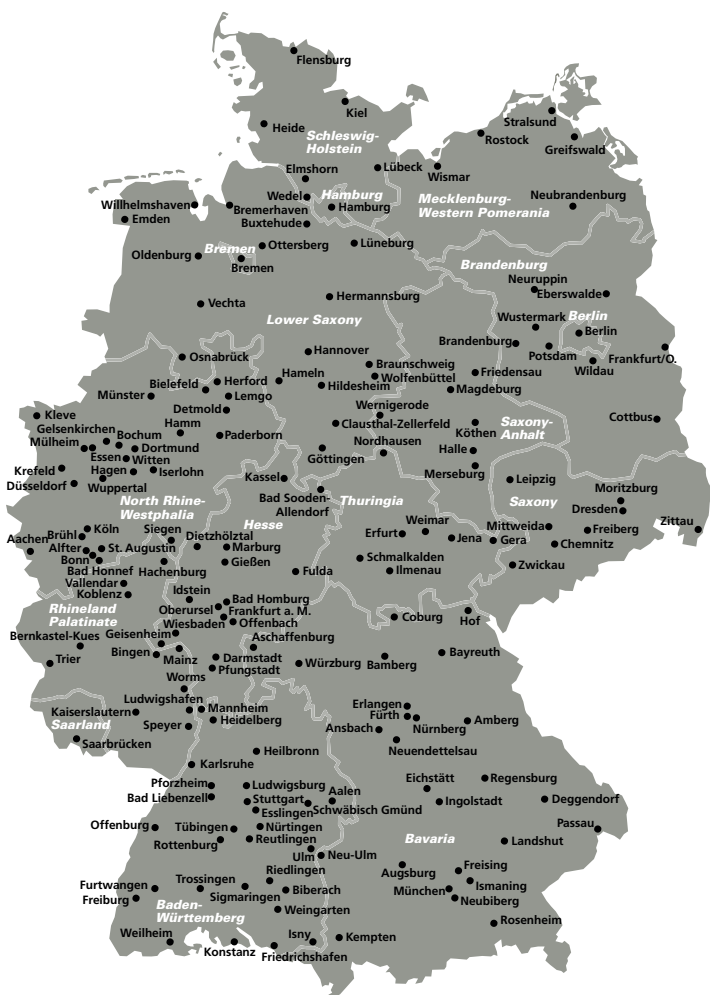 Flensburg
Kiel
Heide
Schleswig-
Holstein
Stralsund
Rostock
Greifswald
Elmshorn
Lübeck
Wismar
Wedel
Hamburg
Hamburg
Mecklenburg-
Western Pomerania
Neubrandenburg
Willhelmshaven
Emden
Bremerhaven
Buxtehude
Oldenburg
Bremen
Bremen
Ottersberg
Lüneburg
Brandenburg
Neuruppin
Eberswalde
Vechta
Hermannsburg
Lower Saxony
Wustermark
Berlin
Berlin
Brandenburg
Potsdam
Wildau
Frankfurt/O.
Osnabrück
Hannover
Braunschweig
Wolfenbüttel
Friedensau
Magdeburg
Bielefeld
Herford
Hameln
Hildesheim
Münster
Lemgo
Detmold
Wernigerode
Kleve
Gelsenkirchen
Mülheim
Bochum
Hamm
Paderborn
Clausthal-Zellerfeld
Nordhausen
Köthen
Saxony-
Anhalt
Cottbus
Essen
Dortmund
Witten
Göttingen
Halle
Krefeld
Hagen
Iserlohn
Merseburg
Düsseldorf
Wuppertal
Kassel
Leipzig
Bad Sooden-
Allendorf
Thuringia
Saxony
Moritzburg
Dresden
North Rhine-
Westphalia
Hesse
Zittau
Aachen
Brühl
Köln
Siegen
Dietzhölztal
Erfurt
Weimar
Jena
Mittweida
Gera
Freiberg
Chemnitz
Alfter
St. Augustin
Marburg
Bonn
Bad Honnef
Hachenburg
Gießen
Schmalkalden
Ilmenau
Zwickau
Vallendar
Koblenz
Fulda
Idstein
Bad Homburg
Oberursel
Frankfurt a. M.
Wiesbaden
Offenbach
Coburg
Hof
Rhineland
Palatinate
Bernkastel-Kues
Geisenheim
Aschaffenburg
Trier
Bingen
Mainz
Darmstadt
Pfungstadt
Würzburg
Bamberg
Bayreuth
Worms
Ludwigshafen
Kaiserslautern
Mannheim
Saarland
Speyer
Heidelberg
Saarbrücken
Erlangen
Fürth
Ansbach
Nürnberg
Amberg
Neuendettelsau
Karlsruhe
Heilbronn
Pforzheim
Bad Liebenzell
Ludwigsburg
Stuttgart
Esslingen
Aalen
Schwäbisch Gmünd
Eichstätt
Regensburg
Ingolstadt
Deggendorf
Passau
Offenburg
Tübingen
Nürtingen
Rottenburg
Reutlingen
Bavaria
Landshut
Ulm
Neu-Ulm
Riedlingen
Augsburg
Freising
Furtwangen
Freiburg
Trossingen
Sigmaringen
Biberach
München
Ismaning
Neubiberg
Baden-
Württemberg
Weingarten
Rosenheim
Weilheim
Konstanz
Isny
Kempten
Friedrichshafen